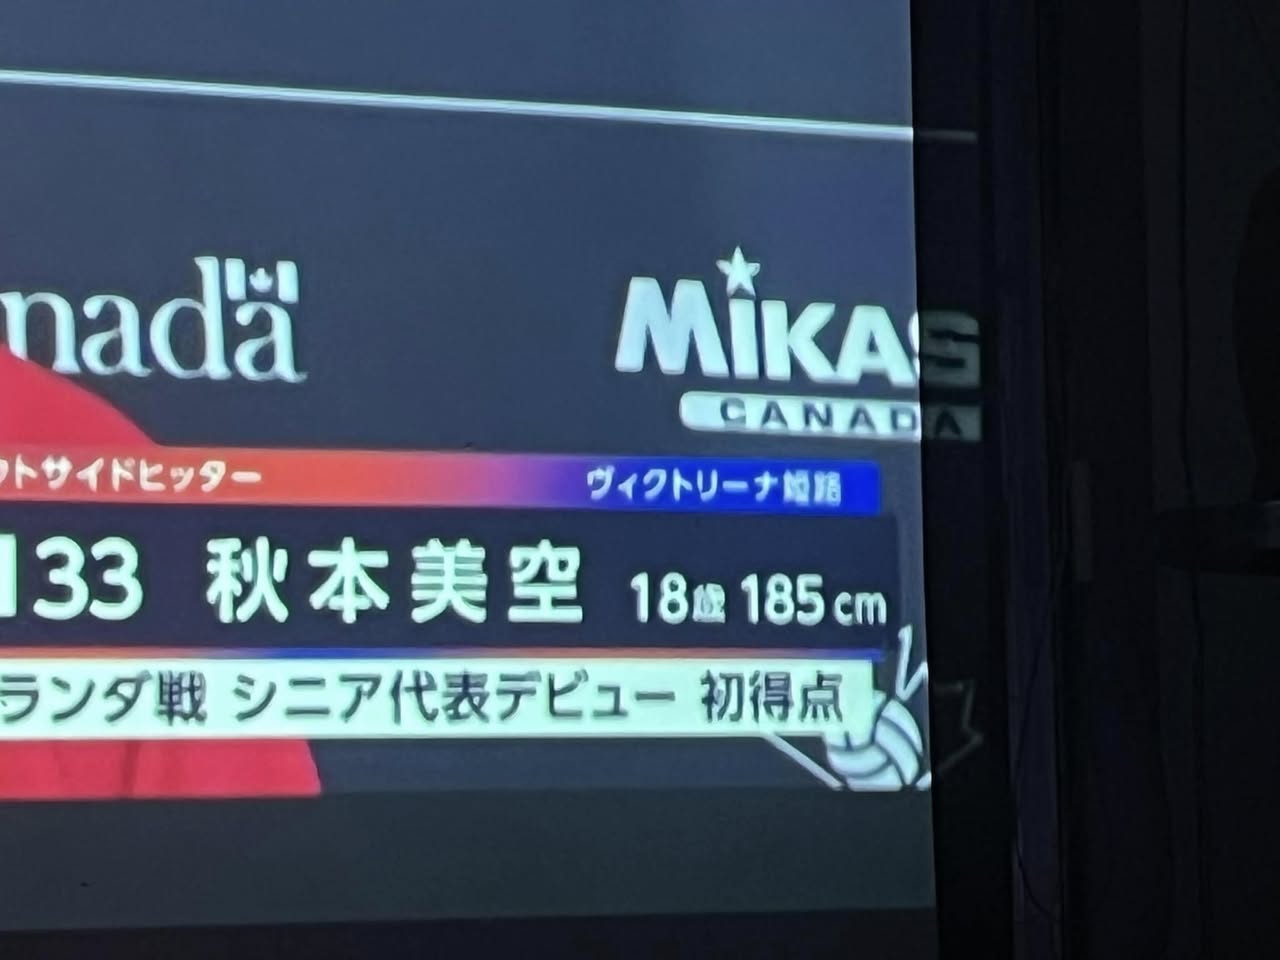 nada
MiKAS
CANADA
トサイドヒッター ヴィクトリーナ姫路
33 秋本美空 18歳 185cm
ランダ戦 シニア代表デビュー 初得点